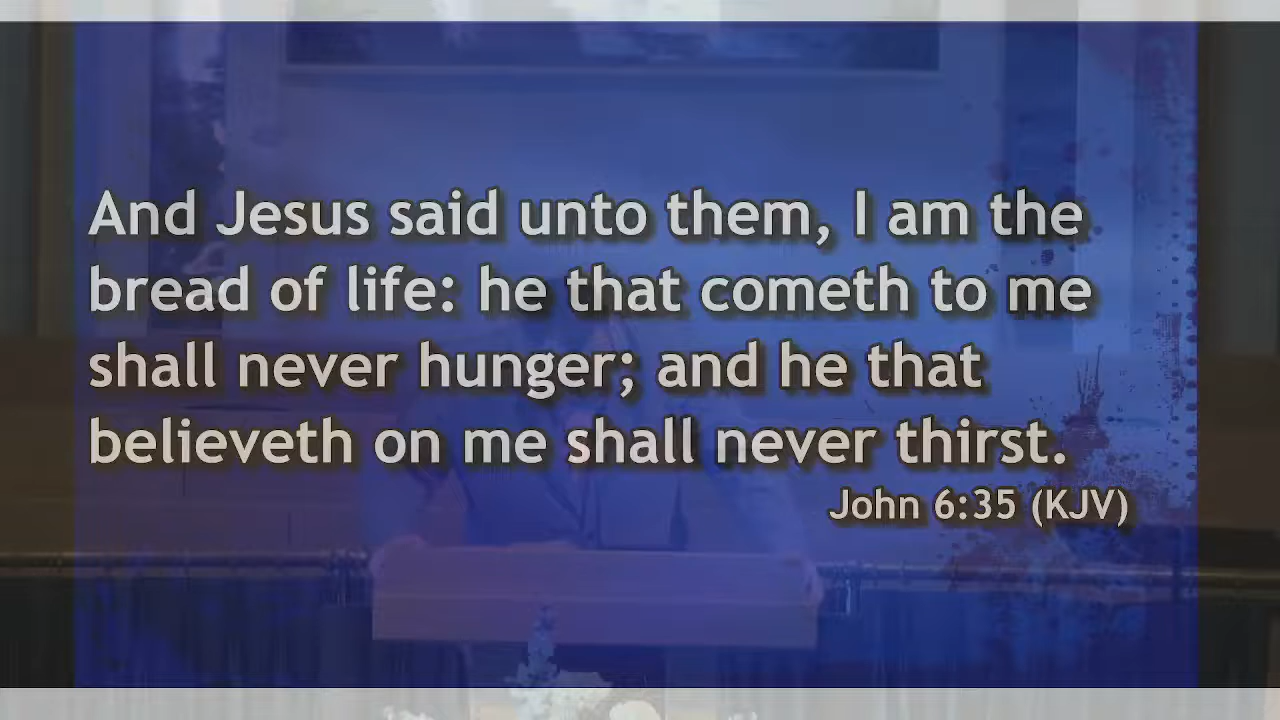 And Jesus said unto them, I am the
bread of life: he that cometh to me
shall never hunger; and he that
believeth on me shall never thirst.
John 6:35 (KJV)